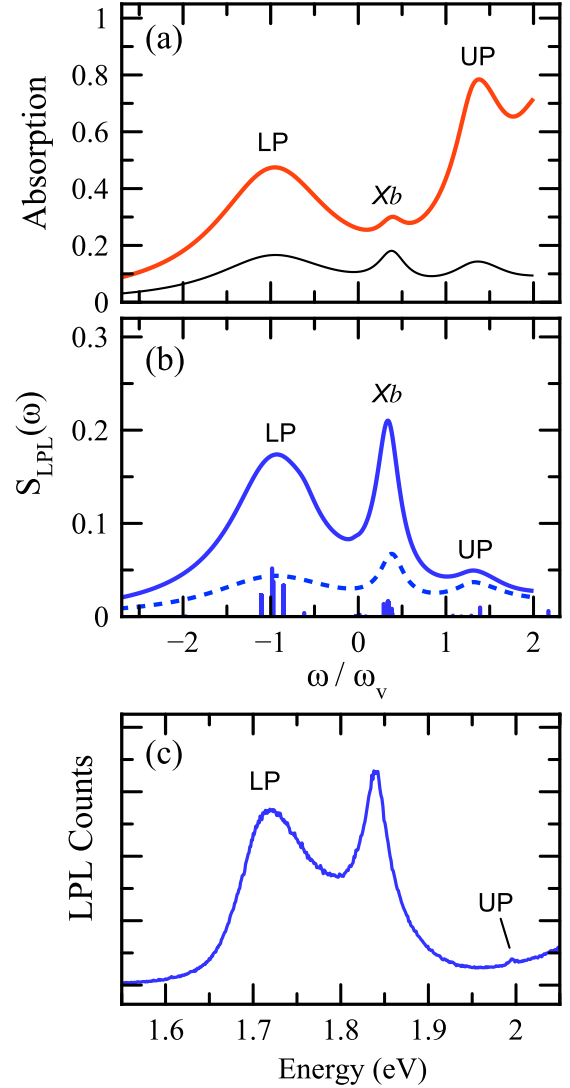 (a)
1
0.8
0.6
0.4
0.2
0
Absorption
LP
Xb
UP
(b)
0.3
0.2
0.1
0
S_LPL(ω)
LP
Xb
UP
−2 −1 0 1 2
ω / ω_v
(c)
LPL Counts
LP
UP
1.6 1.7 1.8 1.9 2
Energy (eV)